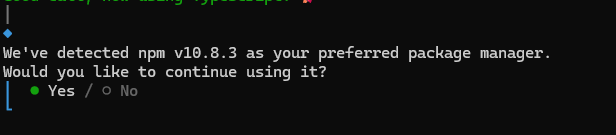 We've detected npm v10.8.3 as your preferred package manager.
Would you like to continue using it?
● Yes / ○ No